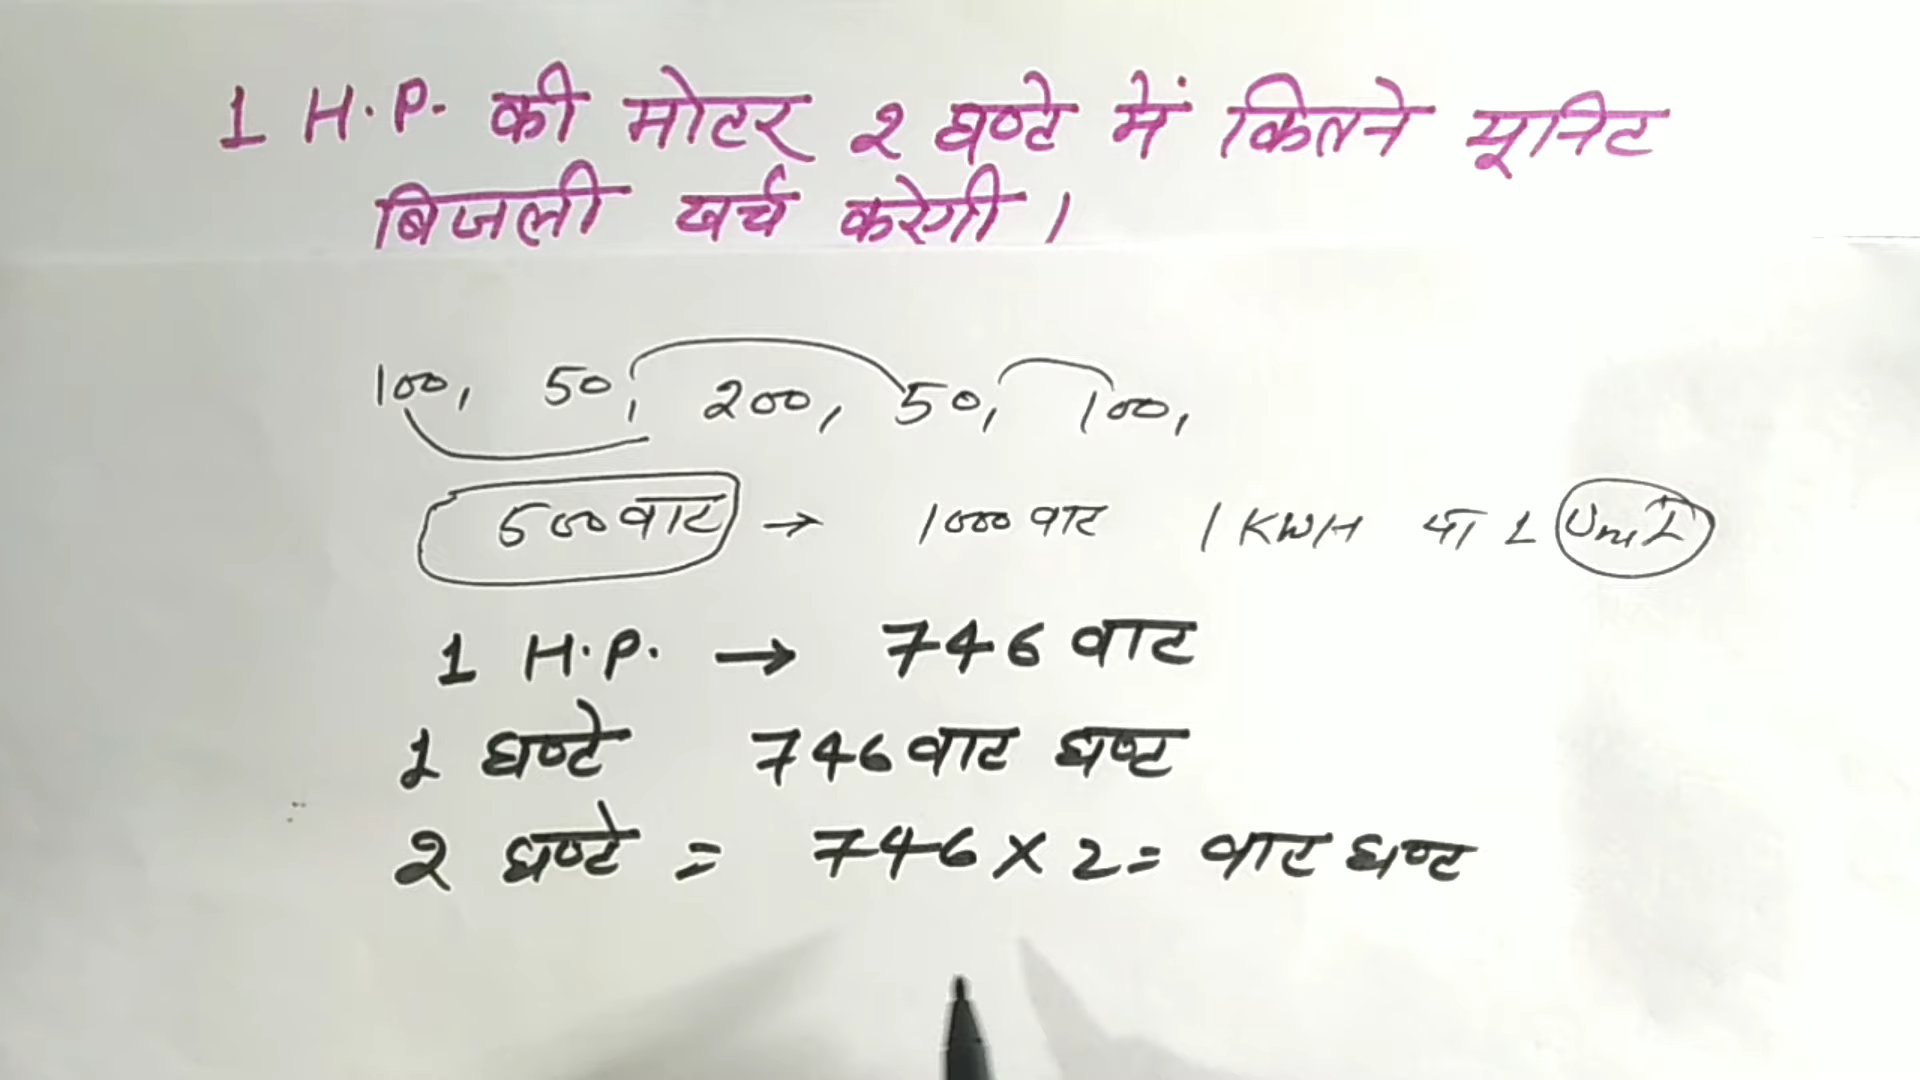 1 H.P. की मोटर 2 घण्टे में कितने यूनिट
बिजली खर्च करेगी।
100, 50, 200, 50, 100,
500 वाट → 1000 वाट 1 KWH या 1 Unit
1 H.P. → 746 वाट
1 घण्टे 746 वाट घण्ट
2 घण्टे = 746 × 2 = वाट घण्ट